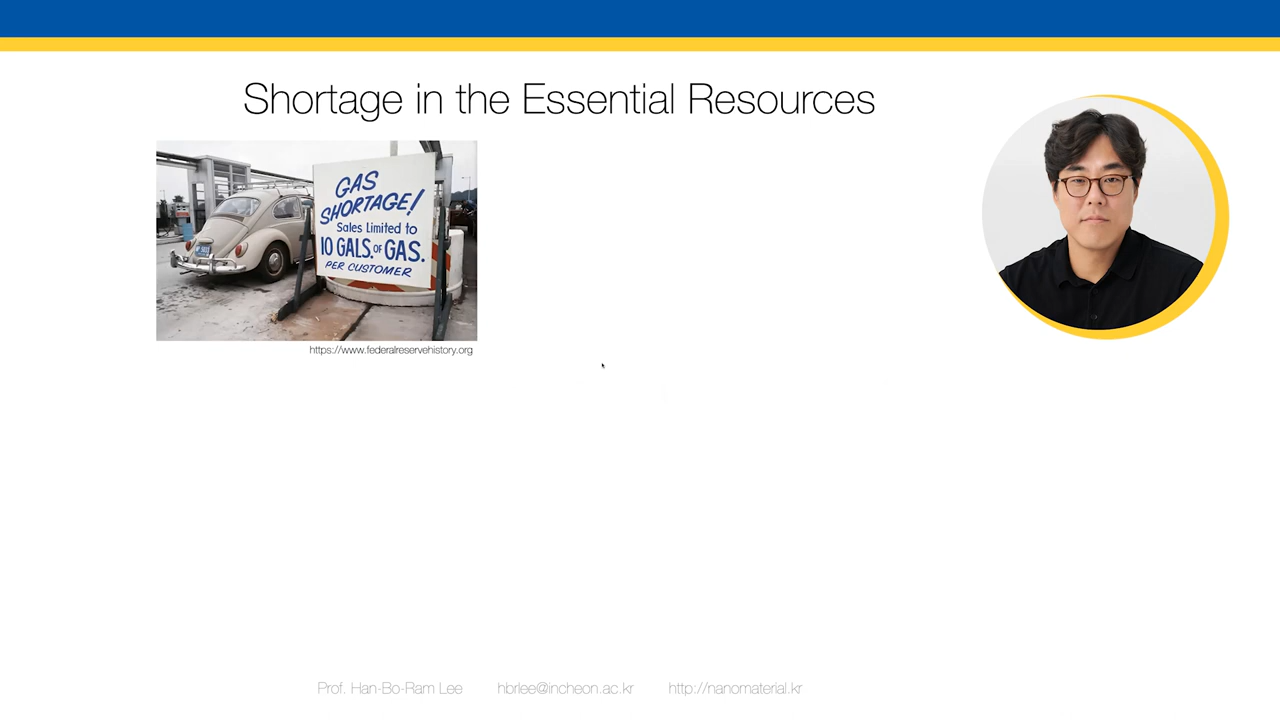 Shortage in the Essential Resources
GAS
SHORTAGE!
Sales Limited to
10 GALS. OF GAS.
PER CUSTOMER
https://www.federalreservehistory.org
Prof. Han-Bo-Ram Lee hbrlee@incheon.ac.kr http://nanomaterial.kr